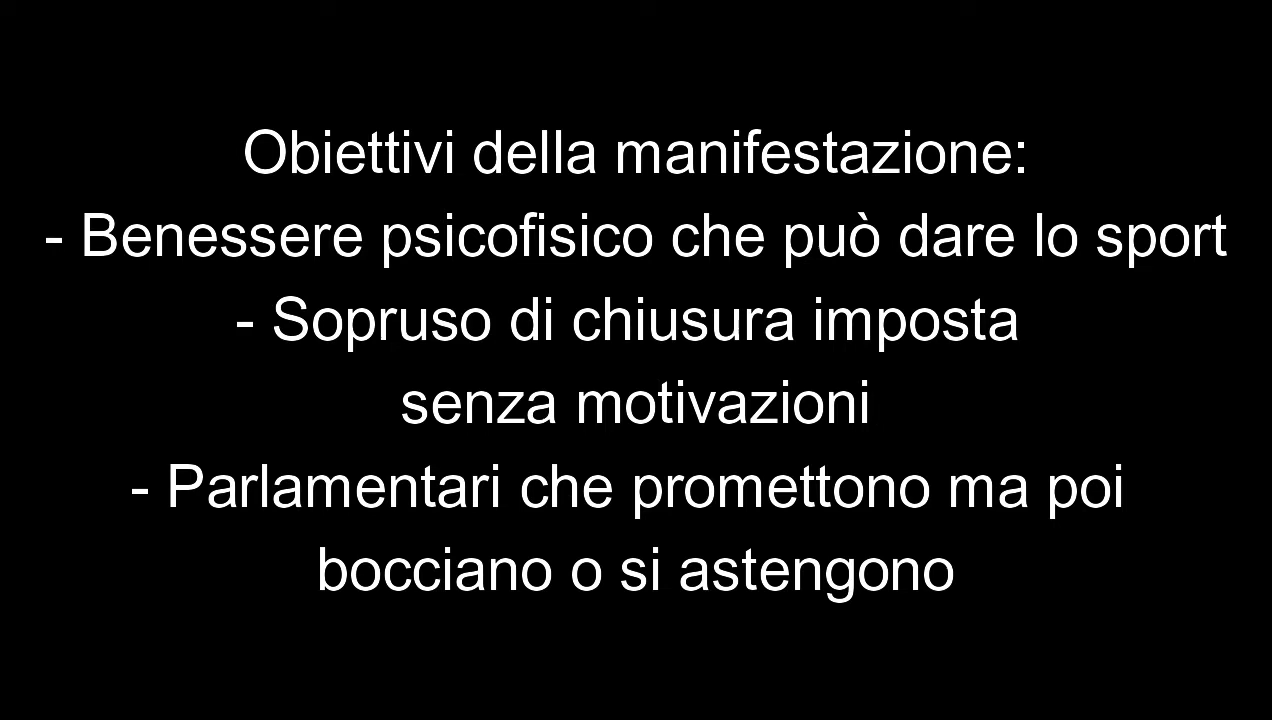 Obiettivi della manifestazione:
- Benessere psicofisico che può dare lo sport
- Sopruso di chiusura imposta
senza motivazioni
- Parlamentari che promettono ma poi
bocciano o si astengono